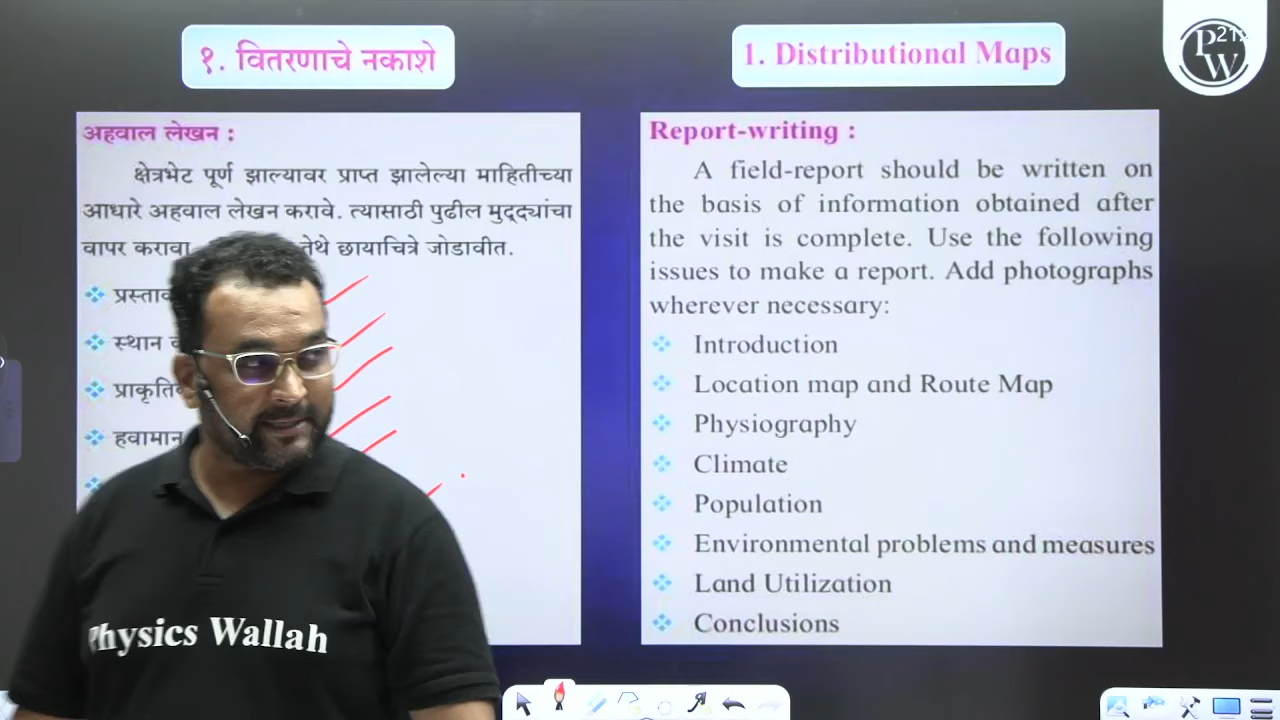 १. वितरणाचे नकाशे
1. Distributional Maps
P W
अहवाल लेखन :
क्षेत्रभेट पूर्ण झाल्यावर प्राप्त झालेल्या माहितीच्या
आधारे अहवाल लेखन करावे. त्यासाठी पुढील मुद्द्यांचा
वापर करावा तेथे छायाचित्रे जोडावीत.
स्थान
हवामान
Report-writing :
A field-report should be written on
the basis of information obtained after
the visit is complete. Use the following
issues to make a report. Add photographs
wherever necessary:
Introduction
Location map and Route Map
Physiography
Climate
Population
Environmental problems and measures
Land Utilization
Conclusions
Physics Wallah